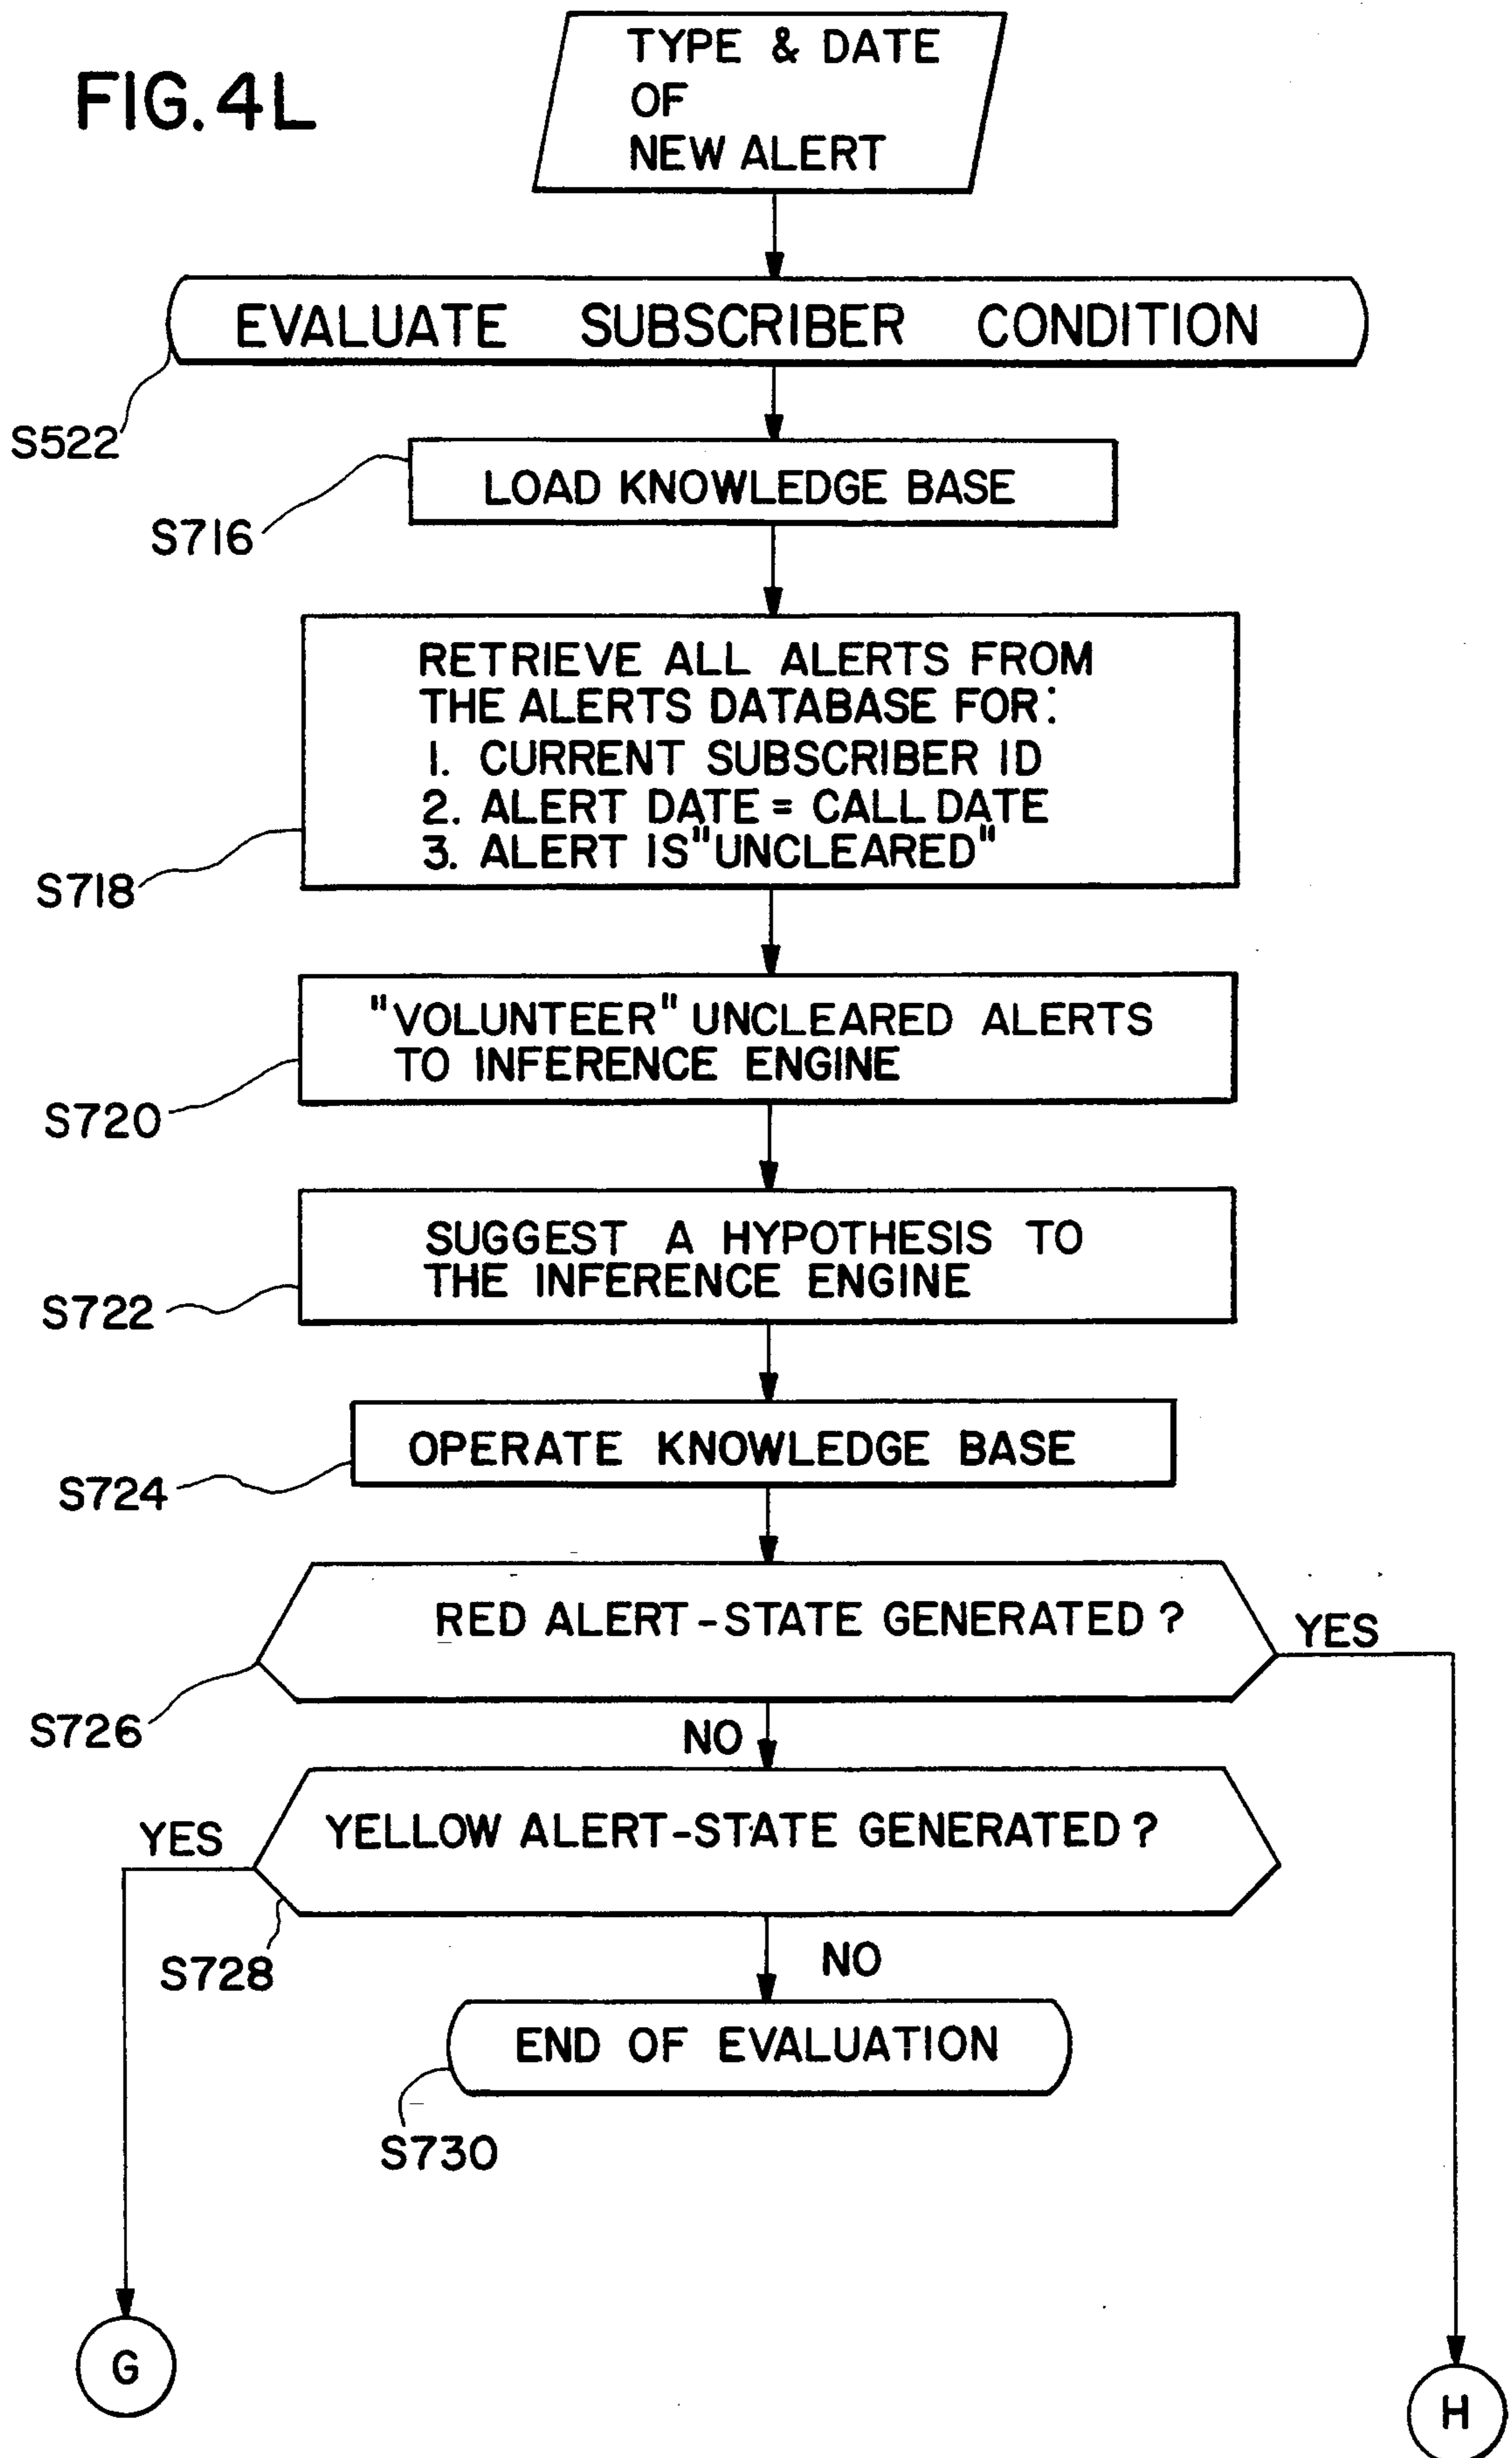 FIG. 4L
TYPE & DATE
OF
NEW ALERT
EVALUATE SUBSCRIBER CONDITION
S522
LOAD KNOWLEDGE BASE
S716
RETRIEVE ALL ALERTS FROM
THE ALERTS DATABASE FOR:
1. CURRENT SUBSCRIBER ID
2. ALERT DATE = CALL DATE
3. ALERT IS "UNCLEARED"
S718
"VOLUNTEER" UNCLEARED ALERTS
TO INFERENCE ENGINE
S720
SUGGEST A HYPOTHESIS TO
THE INFERENCE ENGINE
S722
OPERATE KNOWLEDGE BASE
S724
RED ALERT-STATE GENERATED?
YES
S726
NO
YELLOW ALERT-STATE GENERATED?
YES
S728
NO
END OF EVALUATION
S730
G
H